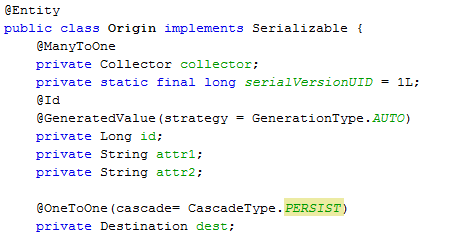 @Entity
public class Origin implements Serializable {
    @ManyToOne
    private Collector collector;
    private static final long serialVersionUID = 1L;
    @Id
    @GeneratedValue(strategy = GenerationType.AUTO)
    private Long id;
    private String attr1;
    private String attr2;

    @OneToOne(cascade= CascadeType.PERSIST)
    private Destination dest;